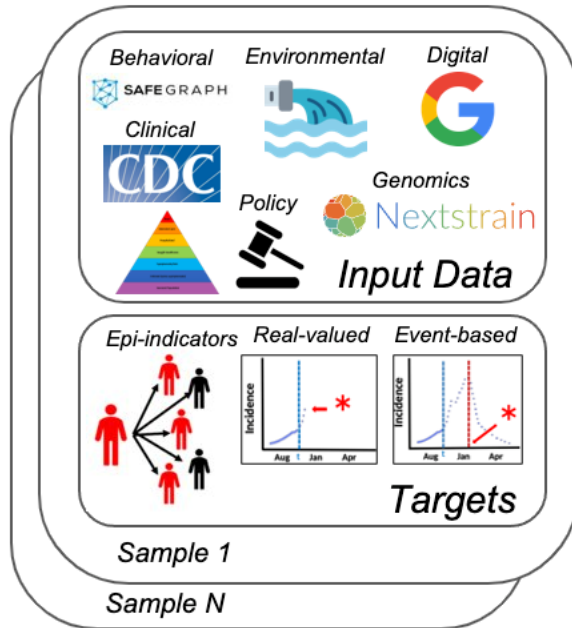 Behavioral
SAFEGRAPH
Environmental
Digital
Clinical
CDC
Policy
Genomics
Nextstrain
Input Data
Epi-indicators
Real-valued
Incidence
*
Aug t Jan Apr
Event-based
Incidence
*
Aug t Jan Apr
Targets
Sample 1
Sample N